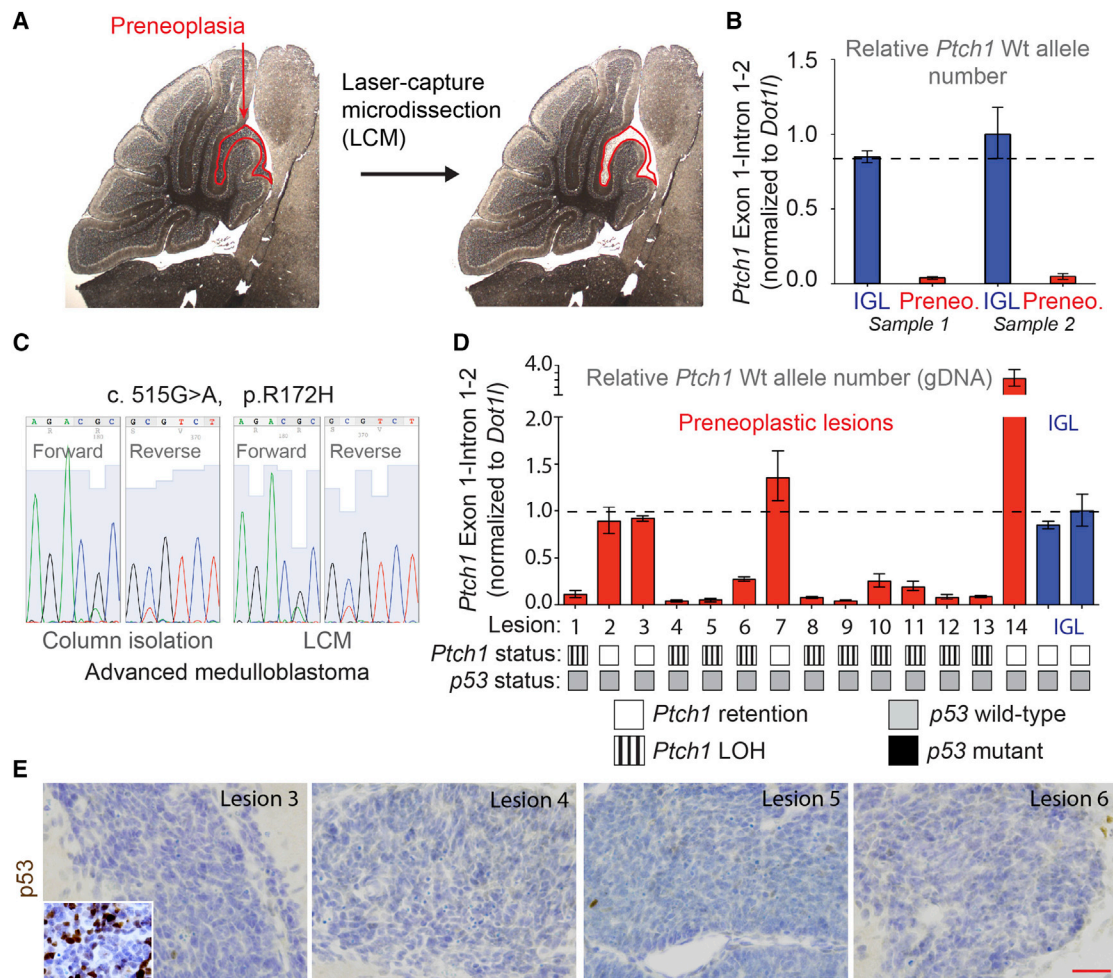 A
Preneoplasia
Laser-capture
microdissection
(LCM)
B
Relative Ptch1 Wt allele
number
Ptch1 Exon 1-Intron 1-2
(normalized to Dot1l)
1.5
1.0
0.5
0.0
IGL Preneo. IGL Preneo.
Sample 1 Sample 2
C
c. 515G>A, p.R172H
A G A C G C
R R
G C G T C T
V
370
A G A C G C
R R
G C G T C T
V
370
Forward Reverse Forward Reverse
Column isolation LCM
Advanced medulloblastoma
D
Relative Ptch1 Wt allele number (gDNA)
Preneoplastic lesions IGL
Ptch1 Exon 1-Intron 1-2
(normalized to Dot1l)
4.0
2.0
1.5
1.0
0.5
0.0
Lesion: 1 2 3 4 5 6 7 8 9 10 11 12 13 14 IGL
Ptch1 status:
p53 status:
Ptch1 retention p53 wild-type
Ptch1 LOH p53 mutant
E
p53
Lesion 3 Lesion 4 Lesion 5 Lesion 6